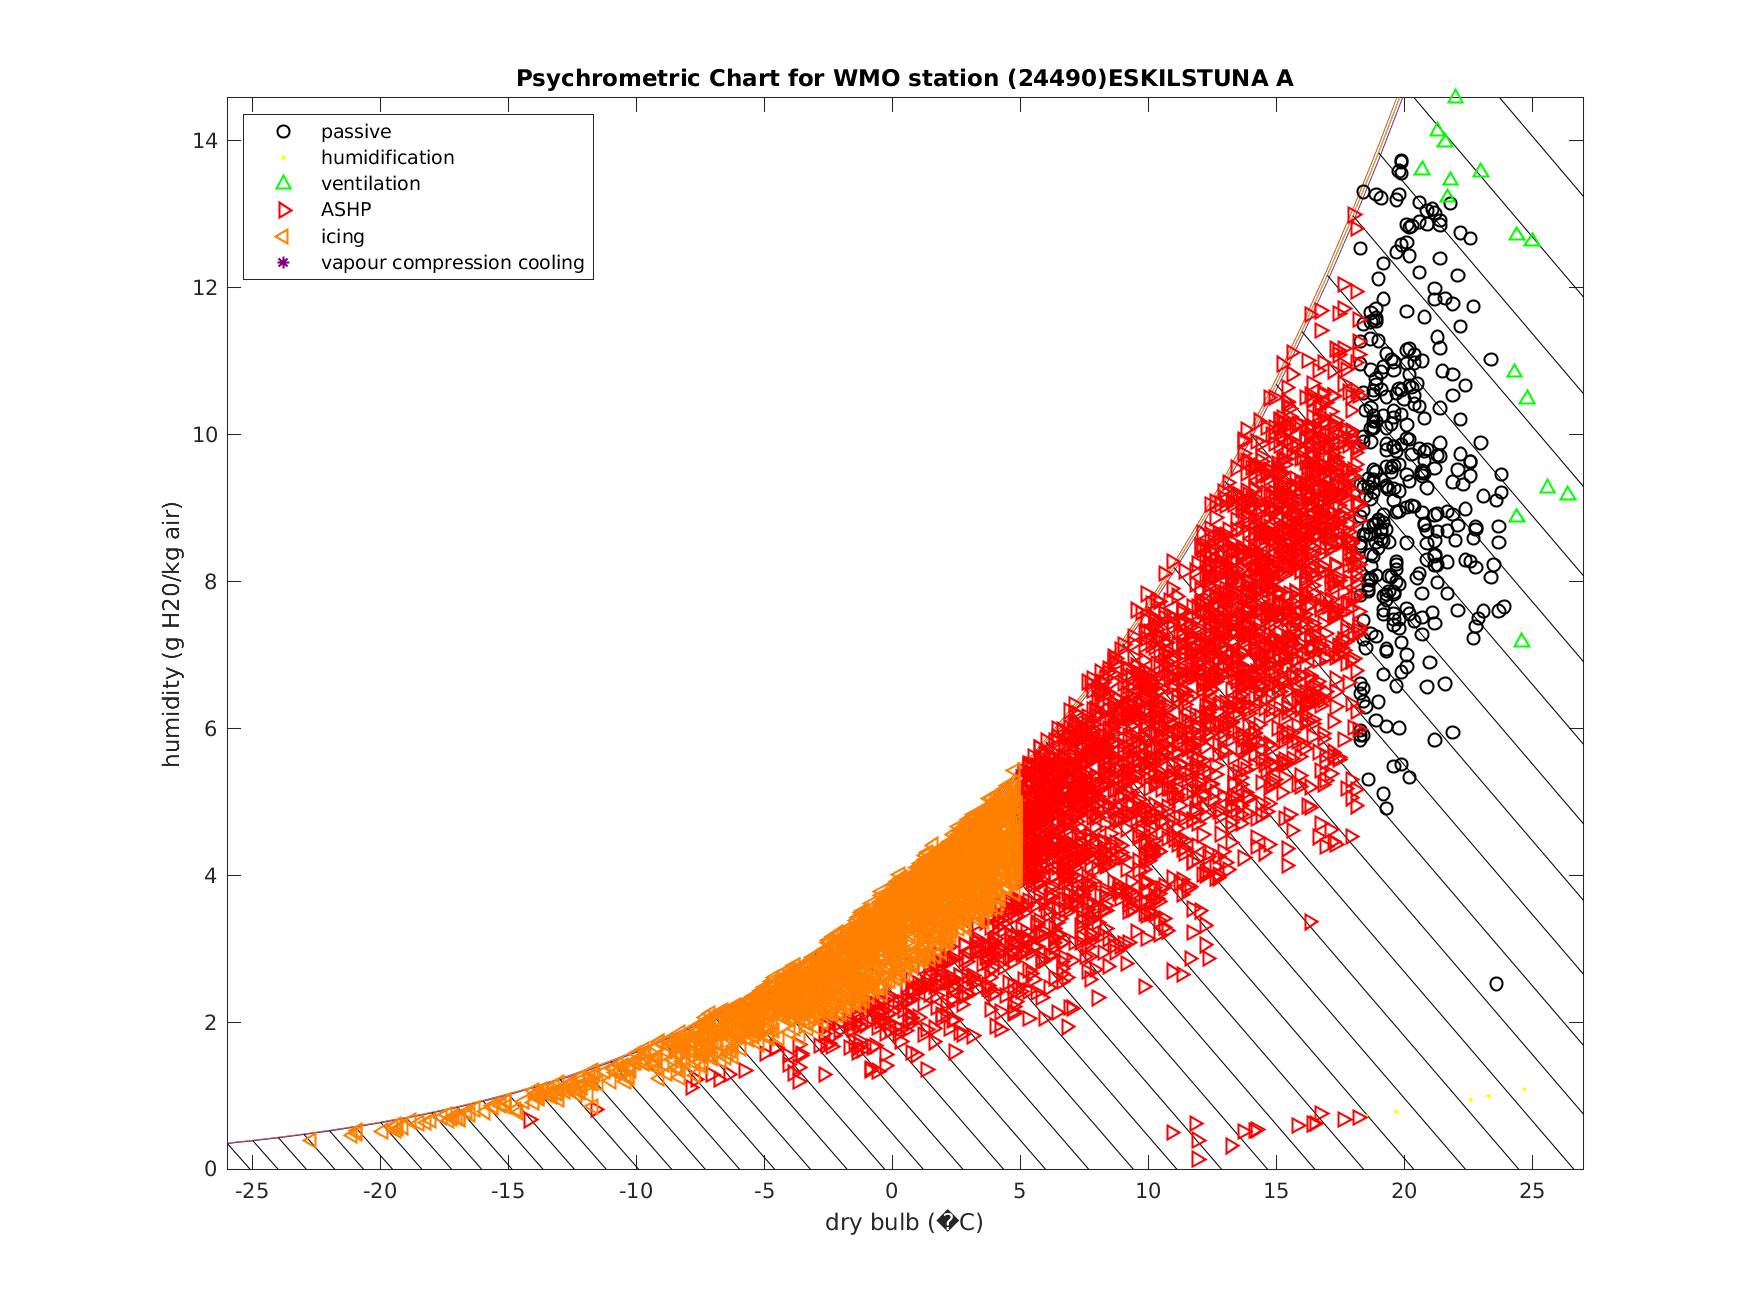 Psychrometric Chart for WMO station (24490)ESKILSTUNA A
passive
humidification
ventilation
ASHP
icing
vapour compression cooling
14
12
10
8
6
4
2
0
humidity (g H20/kg air)
-25 -20 -15 -10 -5 0 5 10 15 20 25
dry bulb (�C)